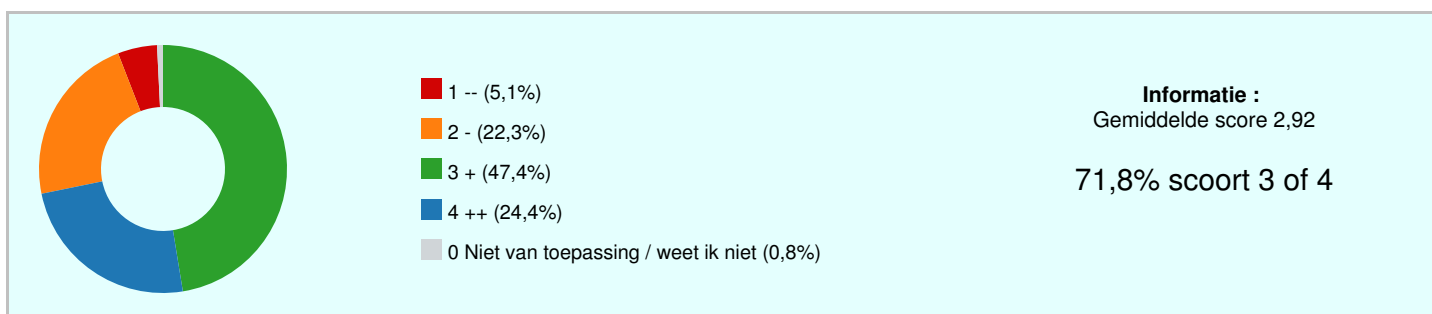 1 -- (5,1%)
2 - (22,3%)
3 + (47,4%)
4 ++ (24,4%)
0 Niet van toepassing / weet ik niet (0,8%)
Informatie :
Gemiddelde score 2,92
71,8% scoort 3 of 4